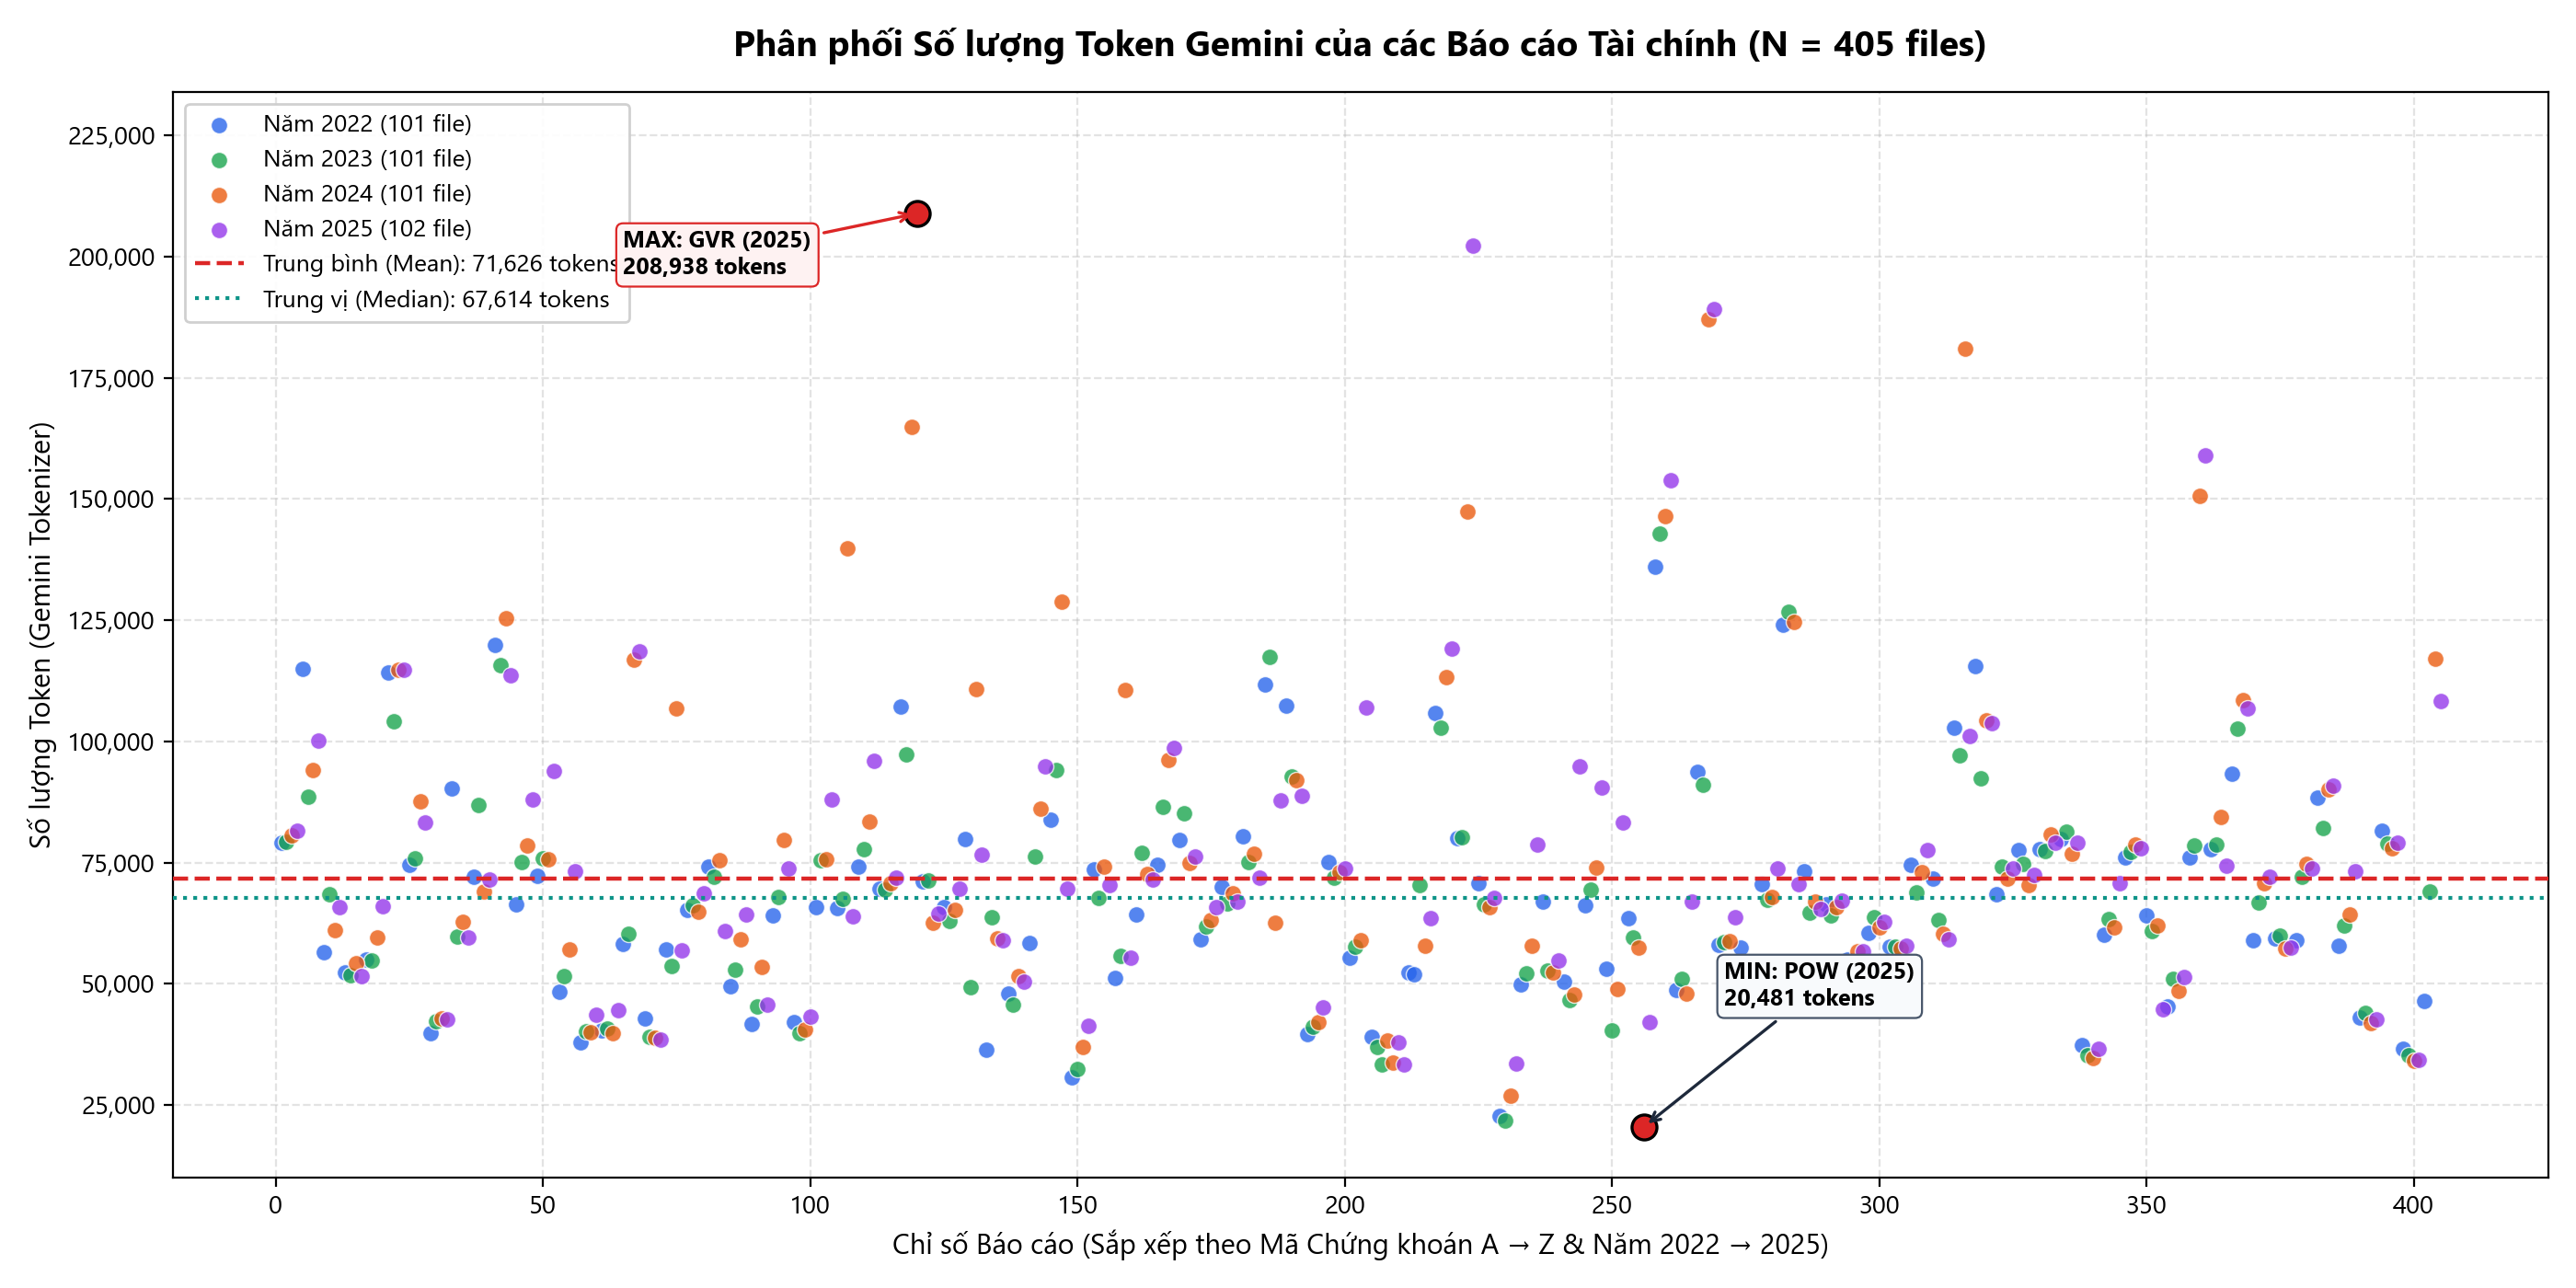 Phân phối Số lượng Token Gemini của các Báo cáo Tài chính (N = 405 files)
Số lượng Token (Gemini Tokenizer)
225,000
200,000
175,000
150,000
125,000
100,000
75,000
50,000
25,000
Năm 2022 (101 file)
Năm 2023 (101 file)
Năm 2024 (101 file)
Năm 2025 (102 file)
Trung bình (Mean): 71,626 tokens
Trung vị (Median): 67,614 tokens
MAX: GVR (2025)
208,938 tokens
MIN: POW (2025)
20,481 tokens
0 50 100 150 200 250 300 350 400
Chỉ số Báo cáo (Sắp xếp theo Mã Chứng khoán A → Z & Năm 2022 → 2025)